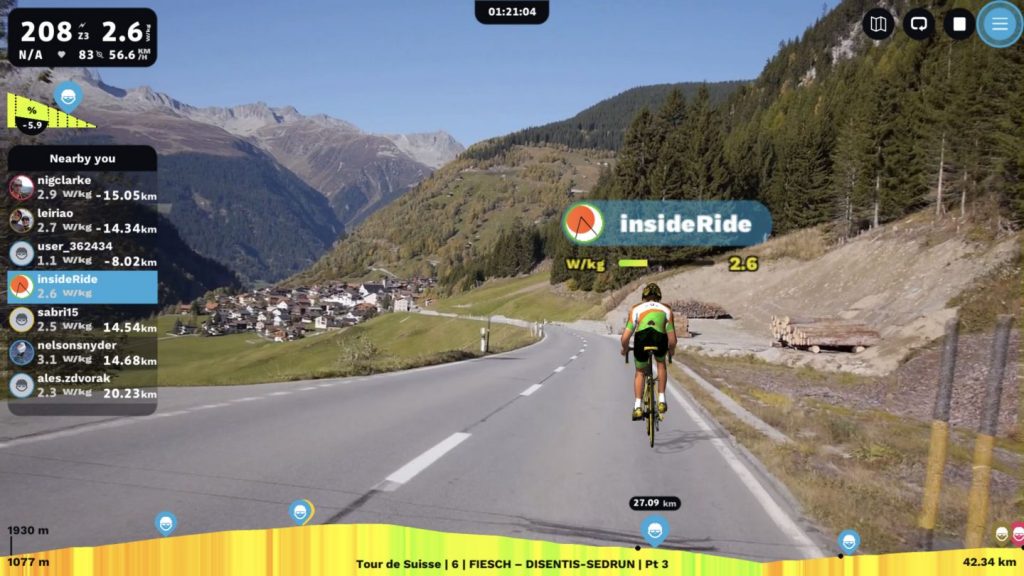 208 Z3 2.6 W/kg
N/A 83 56.6 KM/H
01:21:04
%
-5.9
Nearby you
nigclarke
2.9 W/kg -15.05km
leiriao
2.7 W/kg -14.34km
user_362434
1.1 W/kg -8.02km
insideRide
2.6 W/kg
sabri15
2.5 W/kg 14.54km
nelsonsnyder
3.1 W/kg 14.68km
ales.zdvorak
2.3 W/kg 20.23km
insideRide
W/kg 2.6
27.09 km
1930 m
1077 m
Tour de Suisse | 6 | FIESCH – DISENTIS-SEDRUN | Pt 3
42.34 km